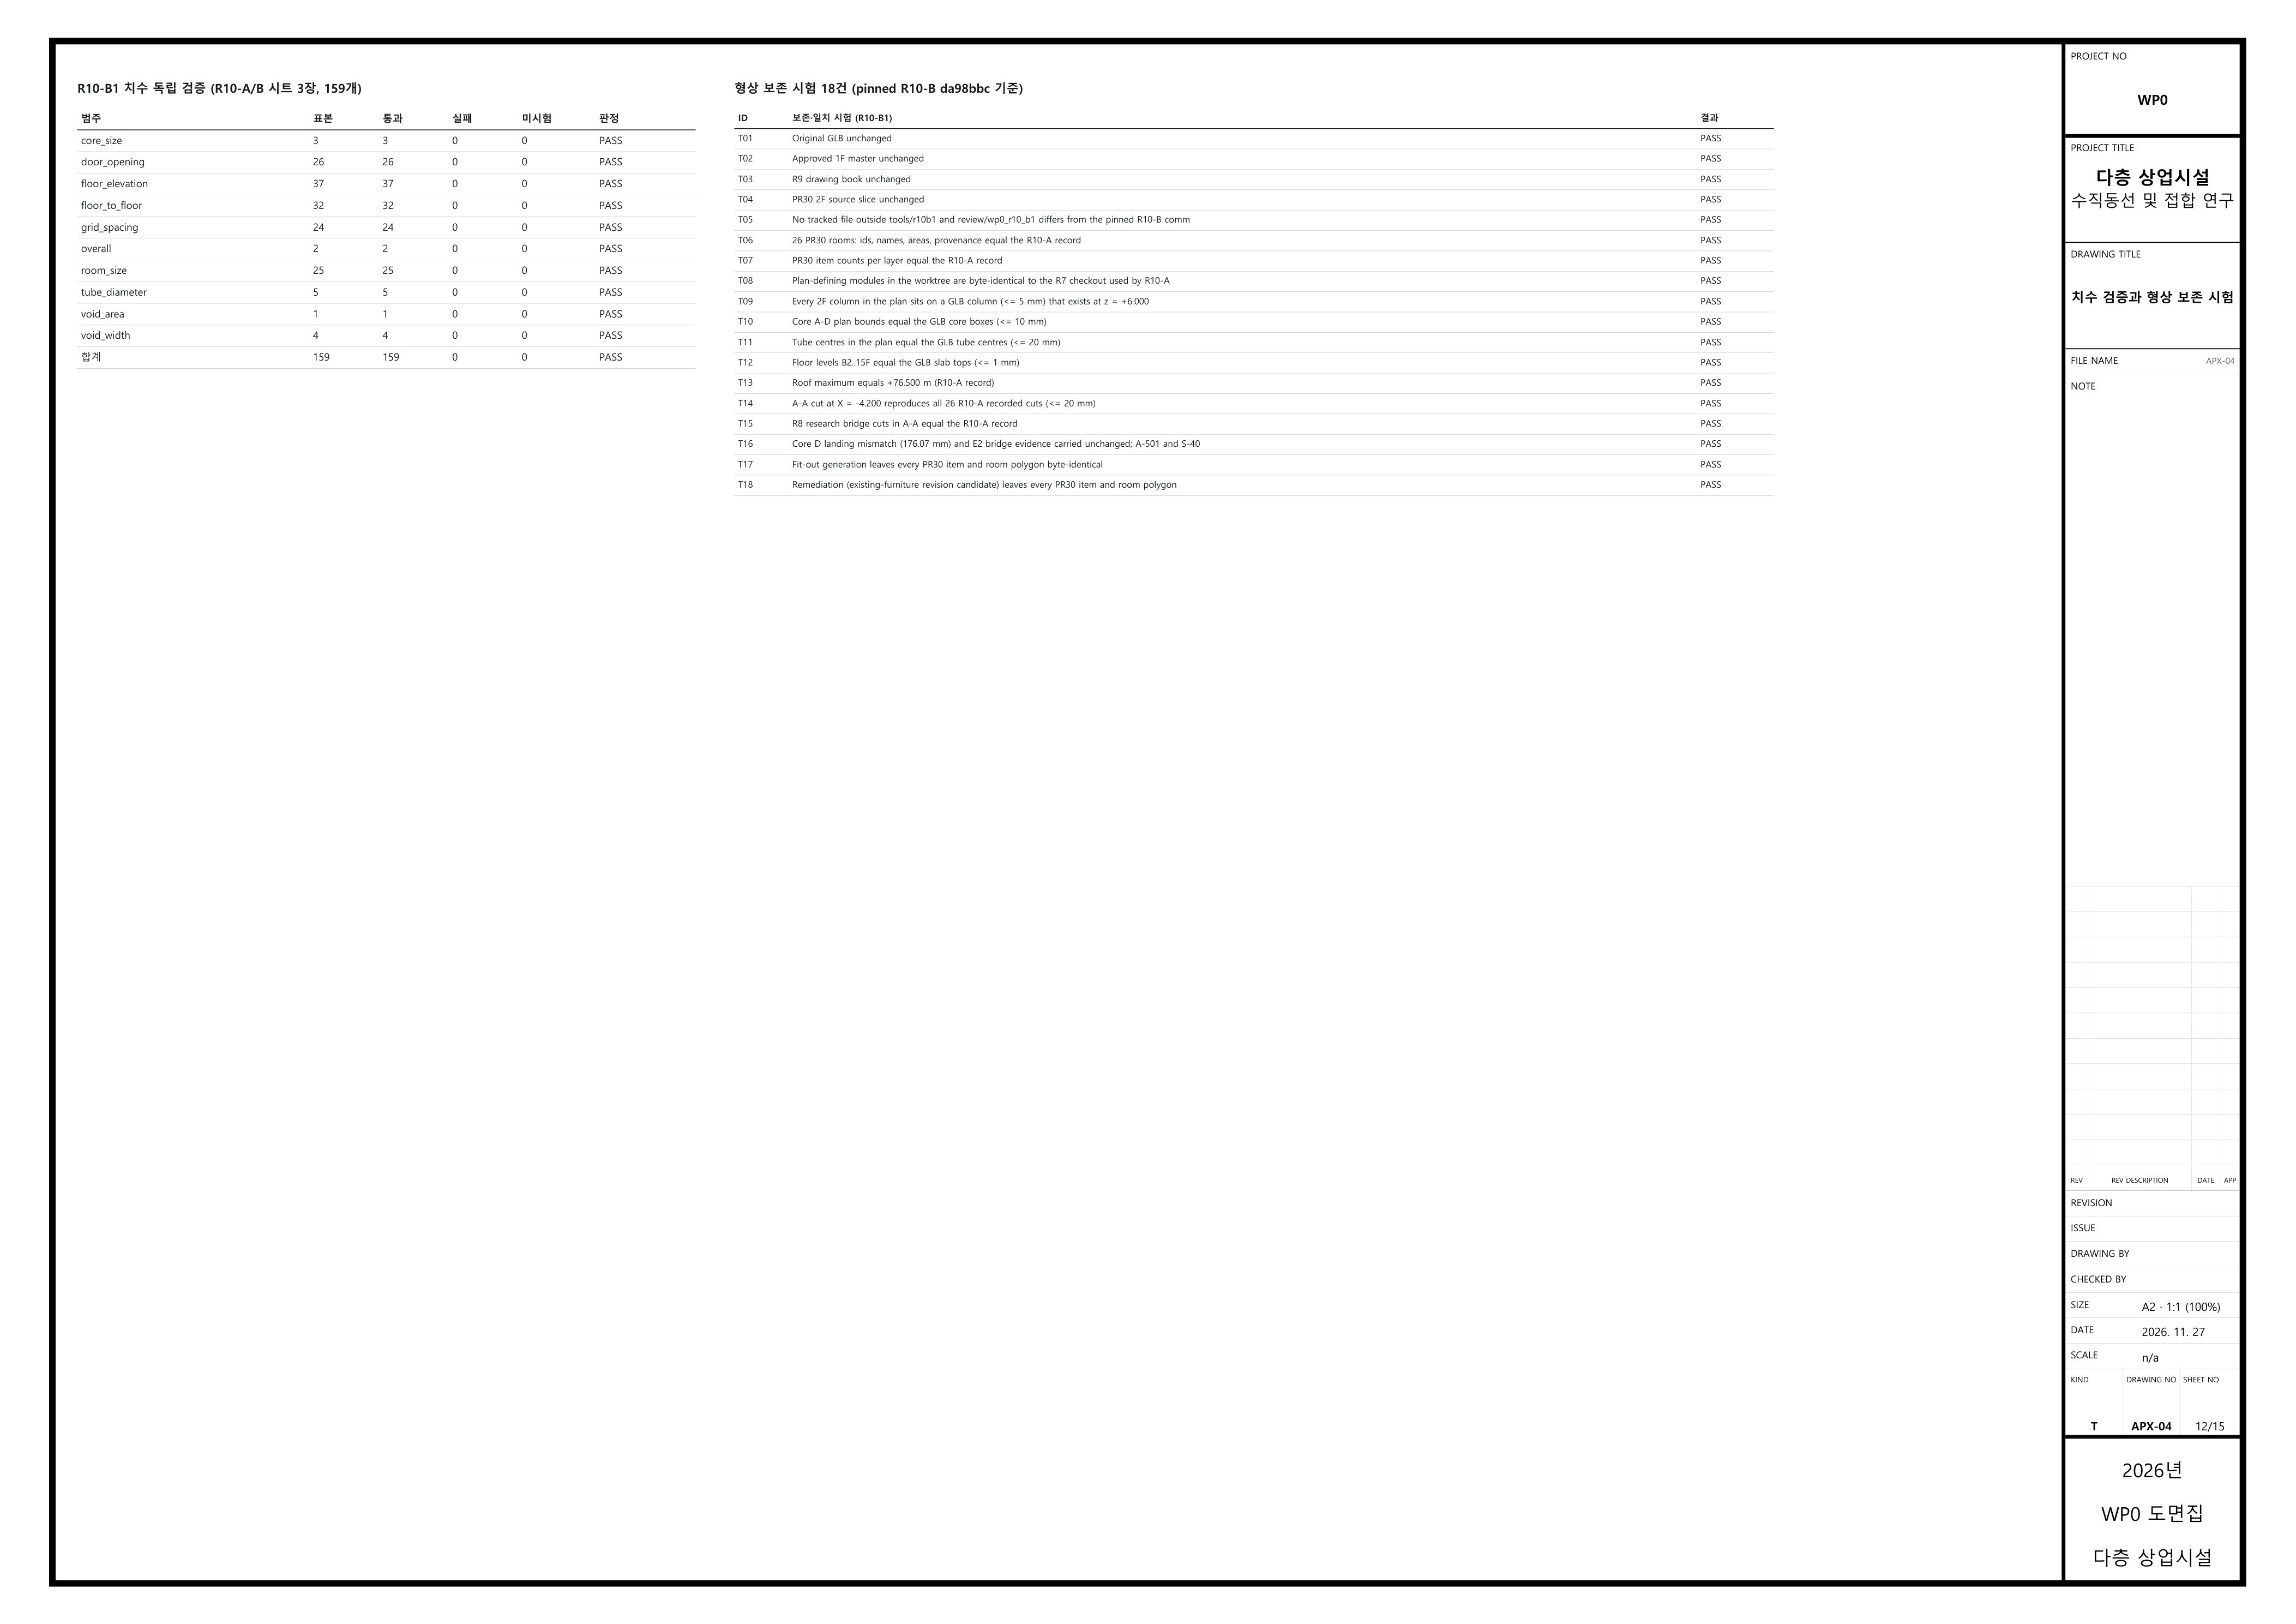 R10-B1 치수 독립 검증 (R10-A/B 시트 3장, 159개)
범주 표본 통과 실패 미시험 판정
core_size 3 3 0 0 PASS
door_opening 26 26 0 0 PASS
floor_elevation 37 37 0 0 PASS
floor_to_floor 32 32 0 0 PASS
grid_spacing 24 24 0 0 PASS
overall 2 2 0 0 PASS
room_size 25 25 0 0 PASS
tube_diameter 5 5 0 0 PASS
void_area 1 1 0 0 PASS
void_width 4 4 0 0 PASS
합계 159 159 0 0 PASS
형상 보존 시험 18건 (pinned R10-B da98bbc 기준)
ID 보존·일치 시험 (R10-B1) 결과
T01 Original GLB unchanged PASS
T02 Approved 1F master unchanged PASS
T03 R9 drawing book unchanged PASS
T04 PR30 2F source slice unchanged PASS
T05 No tracked file outside tools/r10b1 and review/wp0_r10_b1 differs from the pinned R10-B comm PASS
T06 26 PR30 rooms: ids, names, areas, provenance equal the R10-A record PASS
T07 PR30 item counts per layer equal the R10-A record PASS
T08 Plan-defining modules in the worktree are byte-identical to the R7 checkout used by R10-A PASS
T09 Every 2F column in the plan sits on a GLB column (<= 5 mm) that exists at z = +6.000 PASS
T10 Core A-D plan bounds equal the GLB core boxes (<= 10 mm) PASS
T11 Tube centres in the plan equal the GLB tube centres (<= 20 mm) PASS
T12 Floor levels B2..15F equal the GLB slab tops (<= 1 mm) PASS
T13 Roof maximum equals +76.500 m (R10-A record) PASS
T14 A-A cut at X = -4.200 reproduces all 26 R10-A recorded cuts (<= 20 mm) PASS
T15 R8 research bridge cuts in A-A equal the R10-A record PASS
T16 Core D landing mismatch (176.07 mm) and E2 bridge evidence carried unchanged; A-501 and S-40 PASS
T17 Fit-out generation leaves every PR30 item and room polygon byte-identical PASS
T18 Remediation (existing-furniture revision candidate) leaves every PR30 item and room polygon PASS
PROJECT NO
WP0
PROJECT TITLE
다층 상업시설
수직동선 및 접합 연구
DRAWING TITLE
치수 검증과 형상 보존 시험
FILE NAME APX-04
NOTE
REV REV DESCRIPTION DATE APP
REVISION
ISSUE
DRAWING BY
CHECKED BY
SIZE A2 · 1:1 (100%)
DATE 2026. 11. 27
SCALE n/a
KIND DRAWING NO SHEET NO
T APX-04 12/15
2026년
WP0 도면집
다층 상업시설